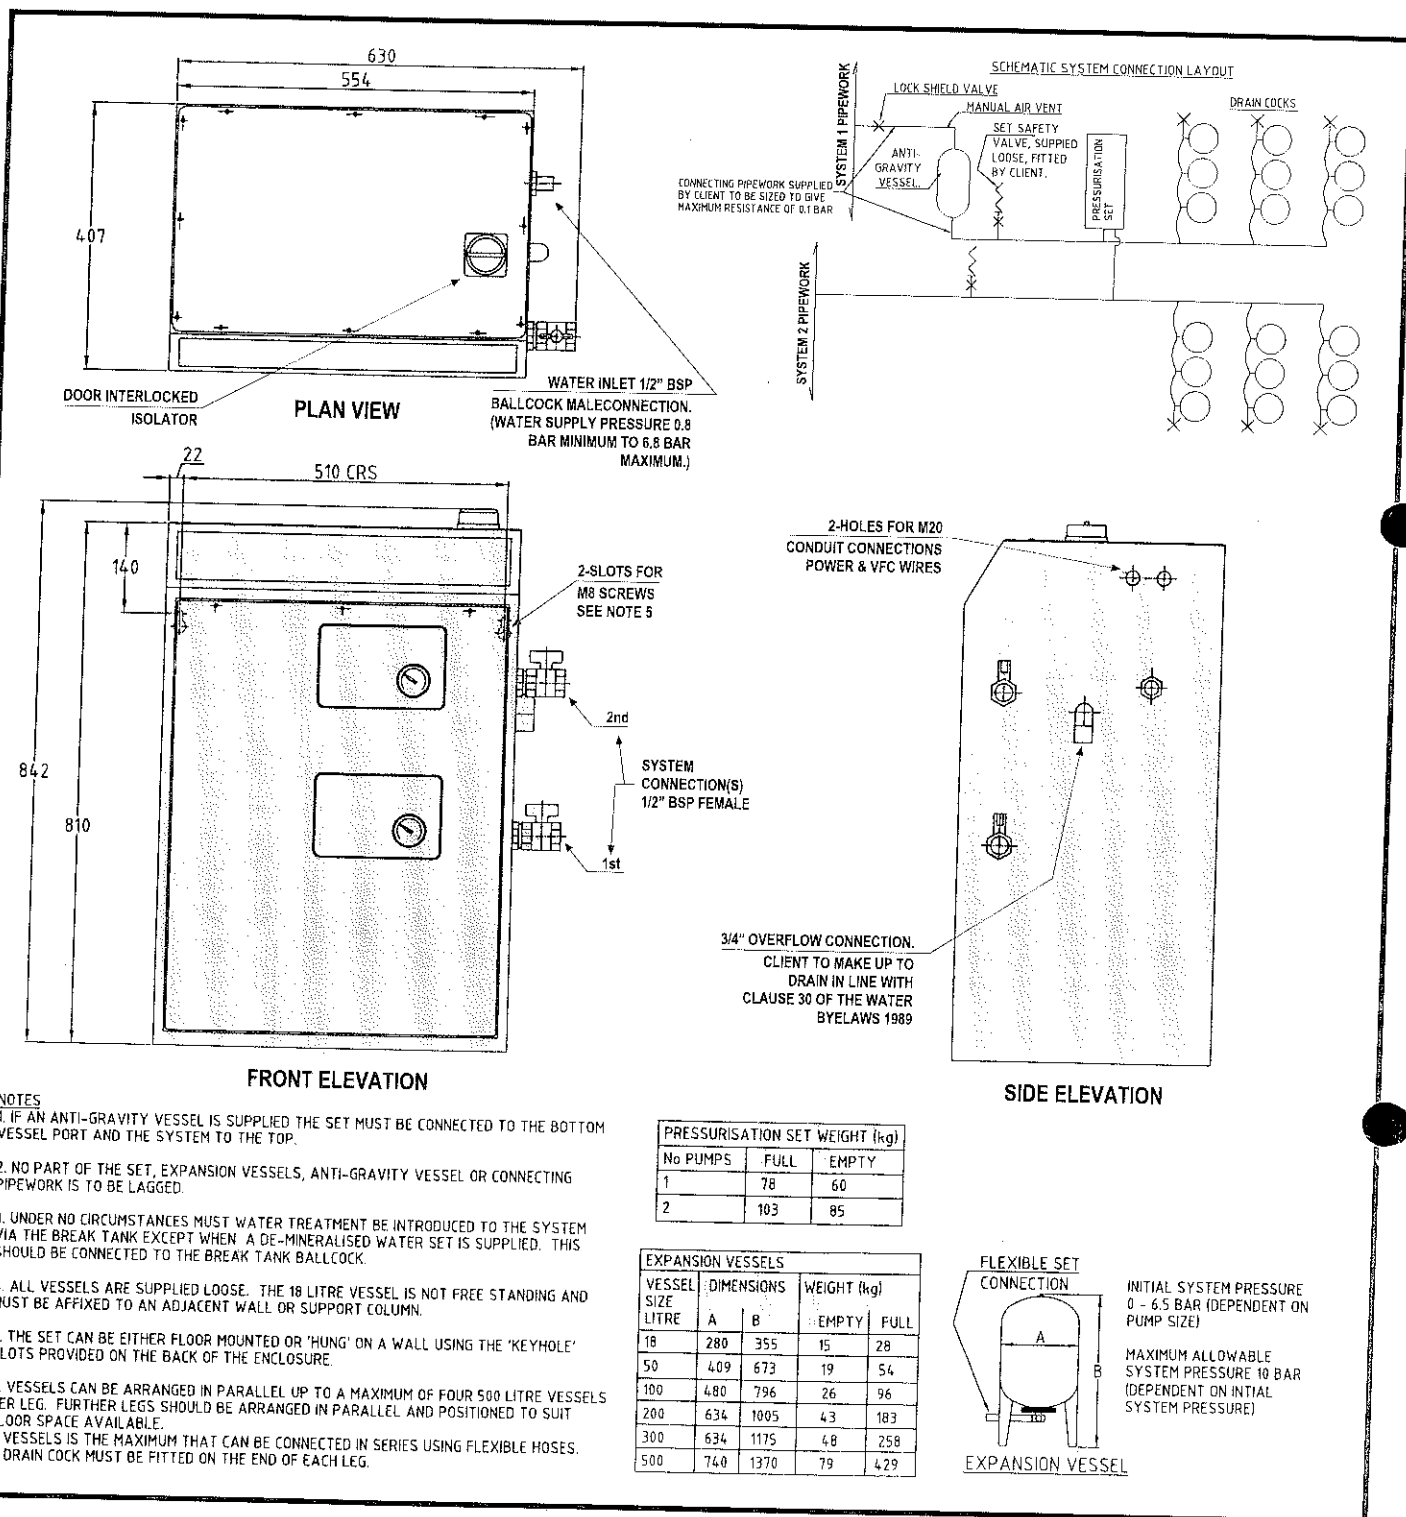 630
554
407
DOOR INTERLOCKED
ISOLATOR
PLAN VIEW
WATER INLET 1/2" BSP
BALLCOCK MALECONNECTION.
(WATER SUPPLY PRESSURE 0.8
BAR MINIMUM TO 6.8 BAR
MAXIMUM.)
SCHEMATIC SYSTEM CONNECTION LAYOUT
LOCK SHIELD VALVE
MANUAL AIR VENT
DRAIN COCKS
SET SAFETY
VALVE, SUPPIED
LOOSE, FITTED
BY CLIENT.
ANTI-
GRAVITY
VESSEL.
SYSTEM 1 PIPEWORK
PRESSURISATION
SET
CONNECTING PIPEWORK SUPPLIED
BY CLIENT TO BE SIZED TO GIVE
MAXIMUM RESISTANCE OF 0.1 BAR
SYSTEM 2 PIPEWORK
22
510 CRS
140
842
810
2-SLOTS FOR
M8 SCREWS
SEE NOTE 5
2nd
SYSTEM
CONNECTION(S)
1/2" BSP FEMALE
1st
FRONT ELEVATION
2-HOLES FOR M20
CONDUIT CONNECTIONS
POWER & VFC WIRES
3/4" OVERFLOW CONNECTION.
CLIENT TO MAKE UP TO
DRAIN IN LINE WITH
CLAUSE 30 OF THE WATER
BYELAWS 1989
SIDE ELEVATION
NOTES
1. IF AN ANTI-GRAVITY VESSEL IS SUPPLIED THE SET MUST BE CONNECTED TO THE BOTTOM
VESSEL PORT AND THE SYSTEM TO THE TOP.
2. NO PART OF THE SET, EXPANSION VESSELS, ANTI-GRAVITY VESSEL OR CONNECTING
PIPEWORK IS TO BE LAGGED.
. UNDER NO CIRCUMSTANCES MUST WATER TREATMENT BE INTRODUCED TO THE SYSTEM
VIA THE BREAK TANK EXCEPT WHEN A DE-MINERALISED WATER SET IS SUPPLIED. THIS
SHOULD BE CONNECTED TO THE BREAK TANK BALLCOCK.
. ALL VESSELS ARE SUPPLIED LOOSE. THE 18 LITRE VESSEL IS NOT FREE STANDING AND
UST BE AFFIXED TO AN ADJACENT WALL OR SUPPORT COLUMN.
. THE SET CAN BE EITHER FLOOR MOUNTED OR 'HUNG' ON A WALL USING THE 'KEYHOLE'
LOTS PROVIDED ON THE BACK OF THE ENCLOSURE.
. VESSELS CAN BE ARRANGED IN PARALLEL UP TO A MAXIMUM OF FOUR 500 LITRE VESSELS
ER LEG. FURTHER LEGS SHOULD BE ARRANGED IN PARALLEL AND POSITIONED TO SUIT
LOOR SPACE AVAILABLE.
VESSELS IS THE MAXIMUM THAT CAN BE CONNECTED IN SERIES USING FLEXIBLE HOSES.
DRAIN COCK MUST BE FITTED ON THE END OF EACH LEG.
PRESSURISATION SET WEIGHT (kg)
No PUMPS FULL EMPTY
1 78 60
2 103 85
EXPANSION VESSELS
VESSEL DIMENSIONS WEIGHT (kg)
SIZE
LITRE A B EMPTY FULL
18 280 355 15 28
50 409 673 19 54
100 480 796 26 96
200 634 1005 43 183
300 634 1175 48 258
500 740 1370 79 429
FLEXIBLE SET
CONNECTION
A
B
EXPANSION VESSEL
INITIAL SYSTEM PRESSURE
0 - 6.5 BAR (DEPENDENT ON
PUMP SIZE)
MAXIMUM ALLOWABLE
SYSTEM PRESSURE 10 BAR
(DEPENDENT ON INTIAL
SYSTEM PRESSURE)